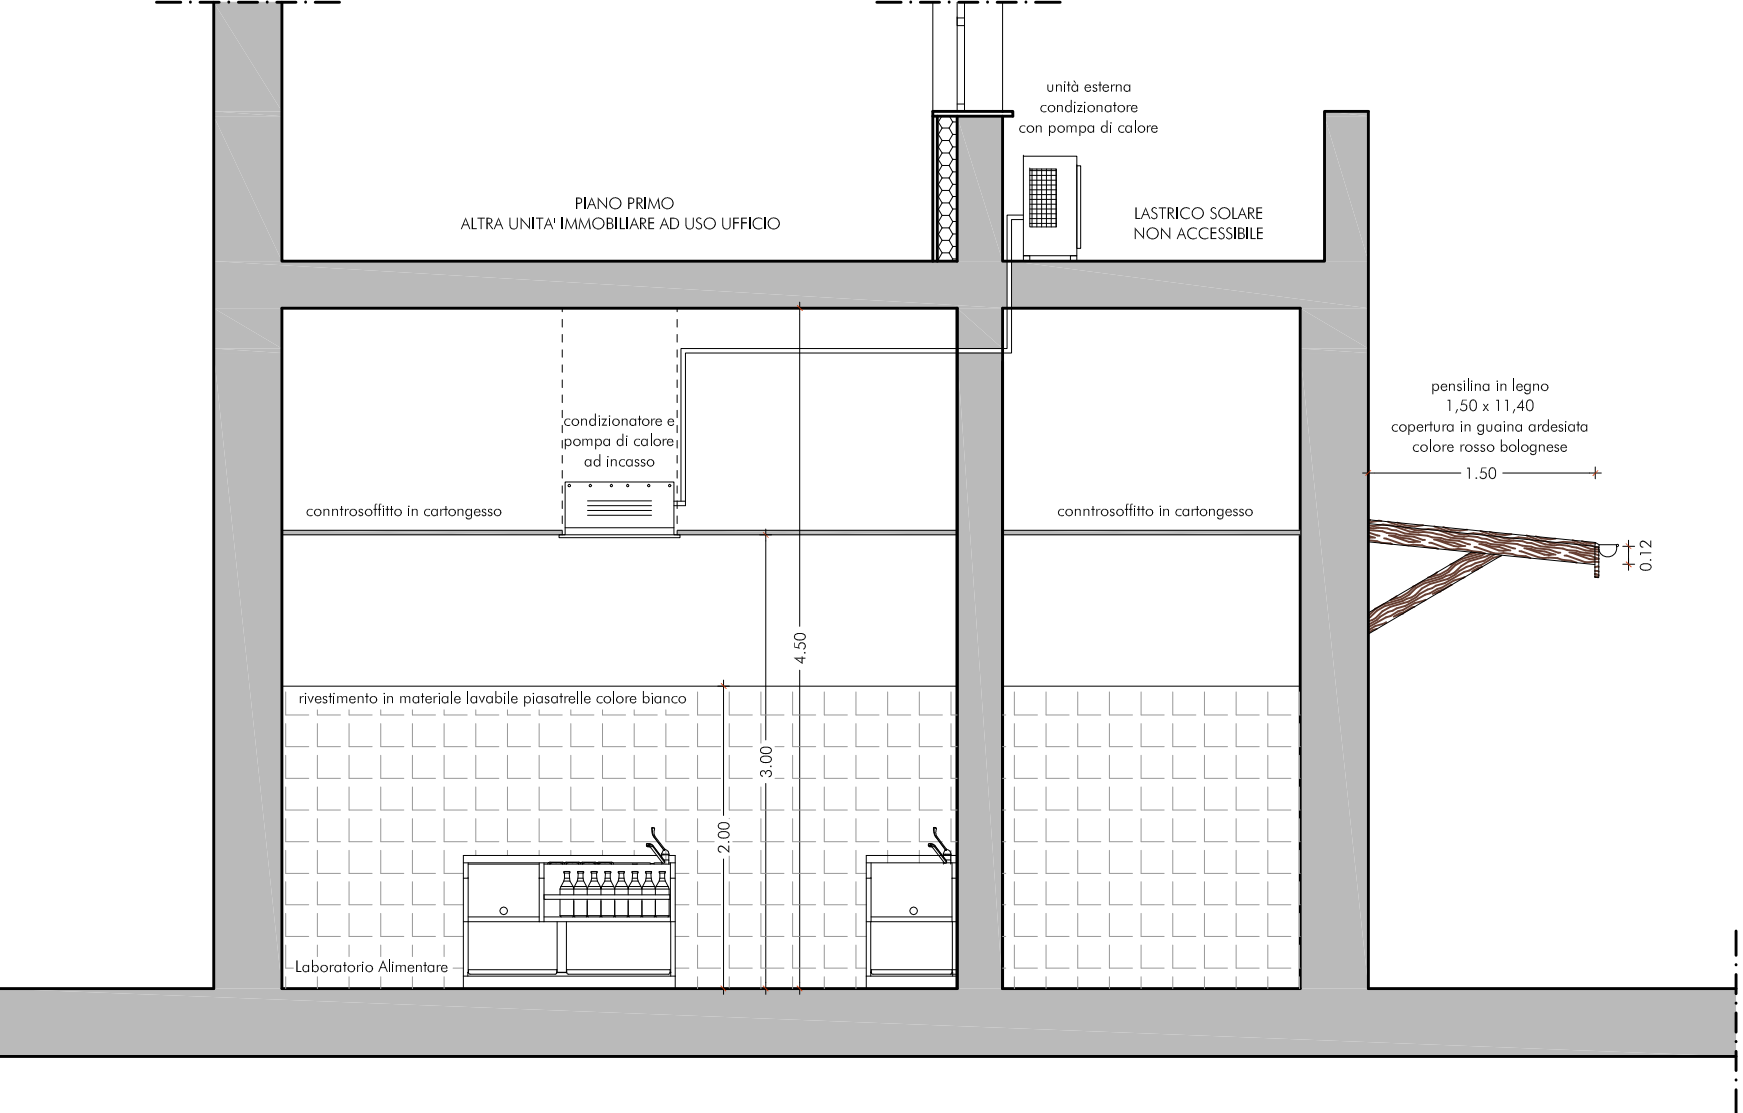 unità esterna
condizionatore
con pompa di calore
PIANO PRIMO
ALTRA UNITA' IMMOBILIARE AD USO UFFICIO
LASTRICO SOLARE
NON ACCESSIBILE
pensilina in legno
1,50 x 11,40
copertura in guaina ardesiata
colore rosso bolognese
1.50
condizionatore e
pompa di calore
ad incasso
conntrosoffitto in cartongesso
conntrosoffitto in cartongesso
0.12
4.50
rivestimento in materiale lavabile piasatrelle colore bianco
3.00
2.00
Laboratorio Alimentare